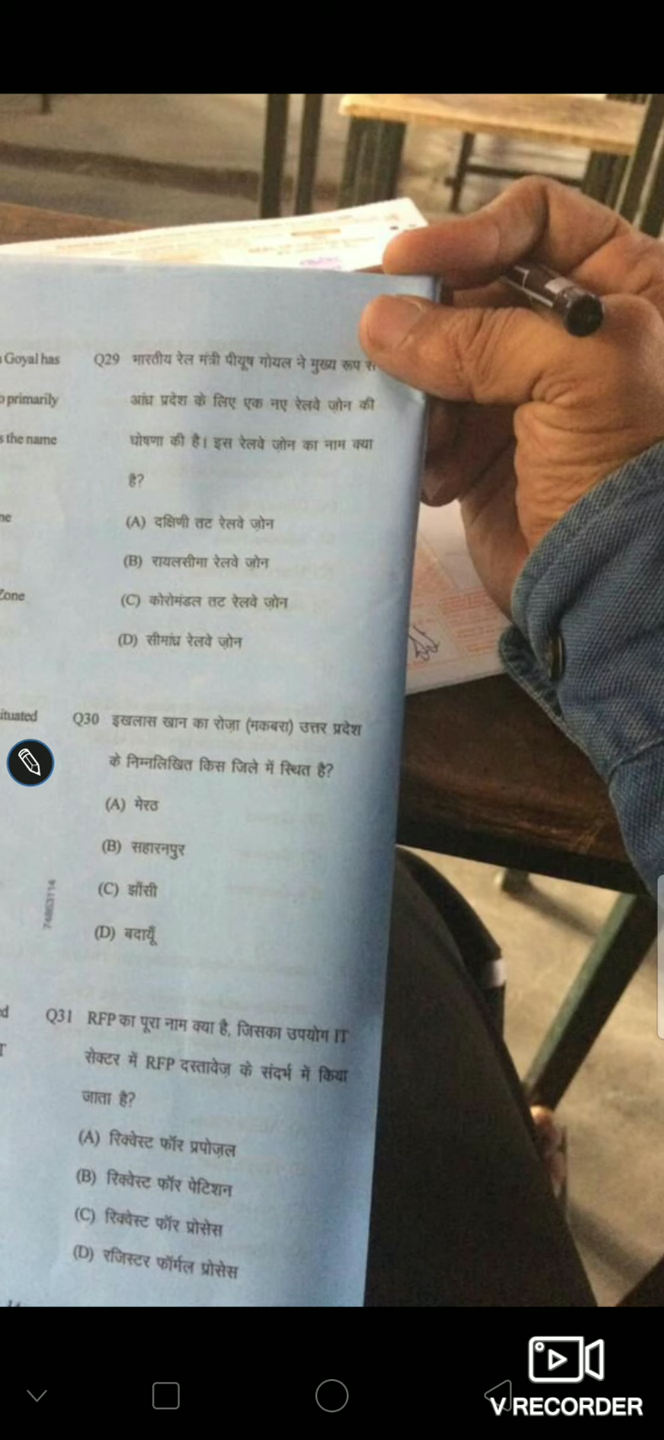 Goyal has
primarily
the name
Zone
ituated
Q29 भारतीय रेल मंत्री पीयूष गोयल ने मुख्य रूप
आंध्र प्रदेश के लिए एक नए रेलवे ज़ोन की
घोषणा की है। इस रेलवे ज़ोन का नाम क्या
है?
(A) दक्षिणी तट रेलवे ज़ोन
(B) रायलसीमा रेलवे ज़ोन
(C) कोरोमंडल तट रेलवे ज़ोन
(D) सीमांध्र रेलवे ज़ोन
Q30 इखलास खान का रोज़ा (मकबरा) उत्तर प्रदेश
के निम्नलिखित किस जिले में स्थित है?
(A) मेरठ
(B) सहारनपुर
(C) झाँसी
(D) बदायूँ
74863114
Q31 RFP का पूरा नाम क्या है, जिसका उपयोग IT
सेक्टर में RFP दस्तावेज़ के संदर्भ में किया
जाता है?
(A) रिक्वेस्ट फॉर प्रपोज़ल
(B) रिक्वेस्ट फॉर पेटिशन
(C) रिक्वेस्ट फॉर प्रोसेस
(D) रजिस्टर फॉर्मल प्रोसेस
V RECORDER